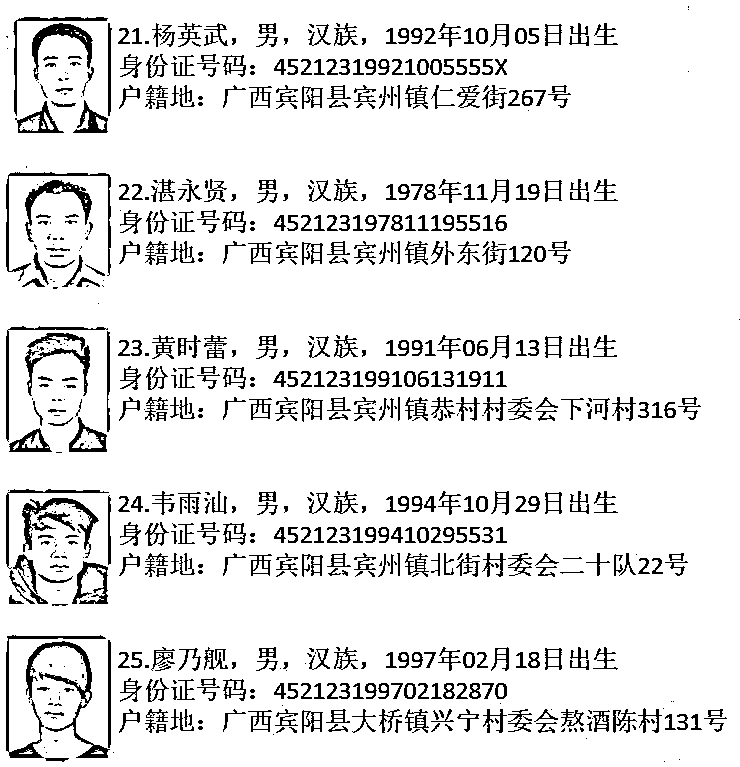 21.杨英武，男，汉族，1992年10月05日出生
身份证号码：45212319921005555X
户籍地：广西宾阳县宾州镇仁爱街267号
22.湛永贤，男，汉族，1978年11月19日出生
身份证号码：452123197811195516
户籍地：广西宾阳县宾州镇外东街120号
23.黄时蕾，男，汉族，1991年06月13日出生
身份证号码：452123199106131911
户籍地：广西宾阳县宾州镇恭村村委会下河村316号
24.韦雨汕，男，汉族，1994年10月29日出生
身份证号码：452123199410295531
户籍地：广西宾阳县宾州镇北街村委会二十队22号
25.廖乃舰，男，汉族，1997年02月18日出生
身份证号码：452123199702182870
户籍地：广西宾阳县大桥镇兴宁村委会熬酒陈村131号